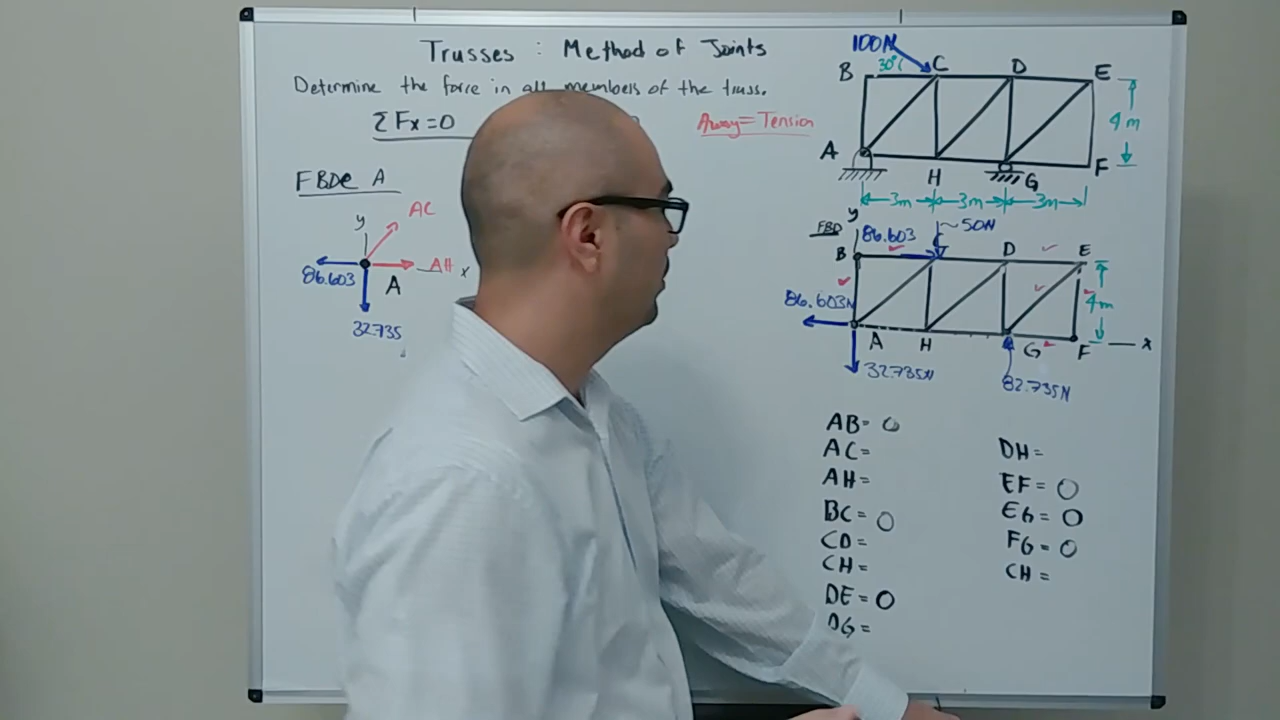 Trusses : Method of Joints
Determine the force in all members of the truss.
ΣFx=0
Away=Tension
FBD@ A
y
AC
86.603
AH
x
A
32.735
100N
30°
B
C
D
E
4m
A
H
G
F
3m
3m
3m
FBD
y
86.603
50N
B
D
E
86.603N
4m
A
H
G
F
x
32.735N
82.735N
AB= 0
AC=
AH=
BC= 0
CD=
CH=
DE= 0
DG=
DH=
EF= 0
EG= 0
FG= 0
CH=